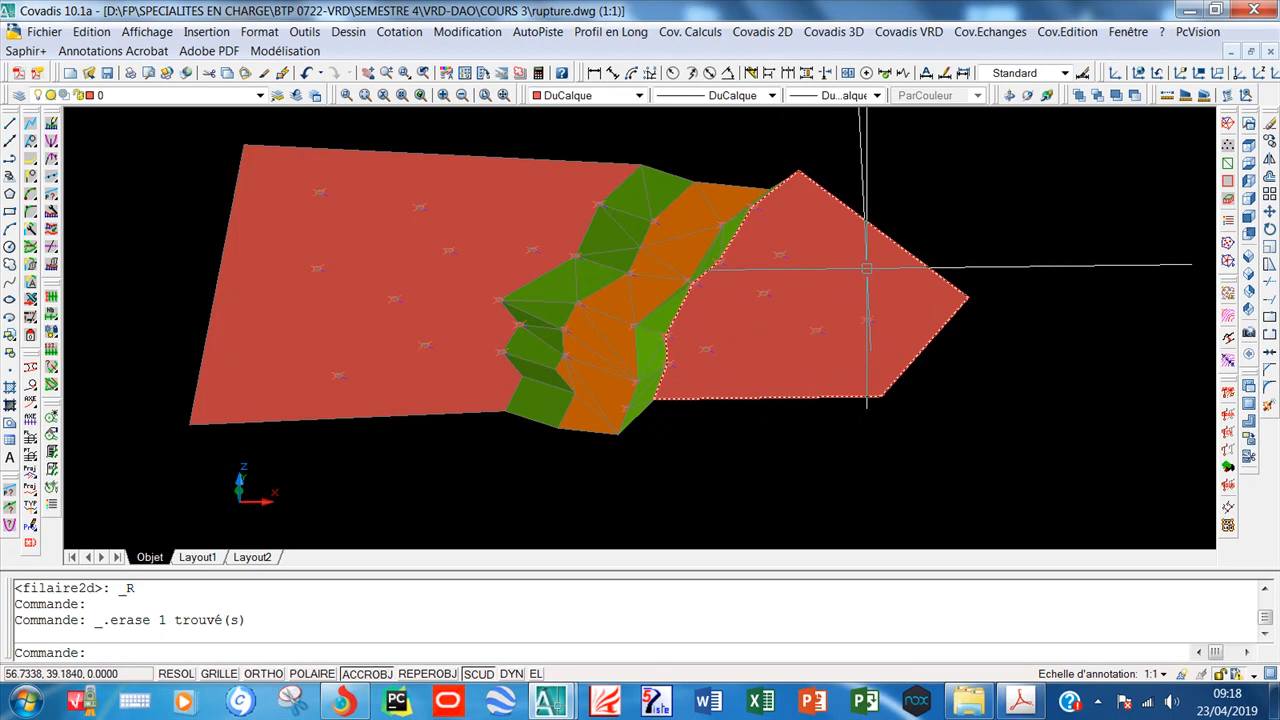 Covadis 10.1a - [D:\FP\SPECIALITES EN CHARGE\BTP 0722-VRD\SEMESTRE 4\VRD-DAO\COURS 3\rupture.dwg (1:1)]
Fichier Edition Affichage Insertion Format Outils Dessin Cotation Modification AutoPiste Profil en Long Cov. Calculs Covadis 2D Covadis 3D Covadis VRD Cov.Echanges Cov.Edition Fenêtre ? PcVision
Saphir+ Annotations Acrobat Adobe PDF Modélisation
Standard
0 DuCalque DuCalque Du...alque ParCouleur
Z
X
Objet Layout1 Layout2
<filaire2d>: _R
Commande:
Commande: _.erase 1 trouvé(s)
Commande:
56.7338, 39.1840, 0.0000 RESOL GRILLE ORTHO POLAIRE ACCROBJ REPEROBJ SCUD DYN EL Echelle d'annotation: 1:1
09:18
23/04/2019